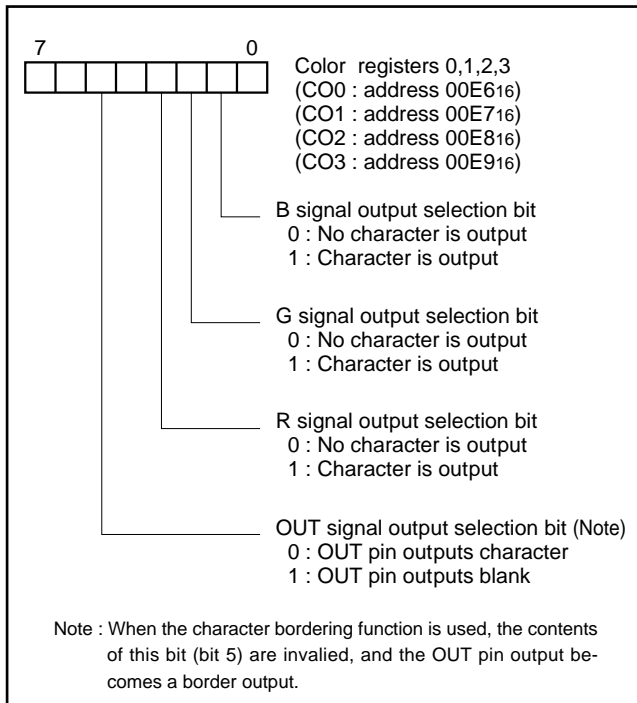 7 0
Color registers 0,1,2,3
(CO0 : address 00E616)
(CO1 : address 00E716)
(CO2 : address 00E816)
(CO3 : address 00E916)
B signal output selection bit
0 : No character is output
1 : Character is output
G signal output selection bit
0 : No character is output
1 : Character is output
R signal output selection bit
0 : No character is output
1 : Character is output
OUT signal output selection bit (Note)
0 : OUT pin outputs character
1 : OUT pin outputs blank
Note : When the character bordering function is used, the contents
of this bit (bit 5) are invalied, and the OUT pin output be-
comes a border output.